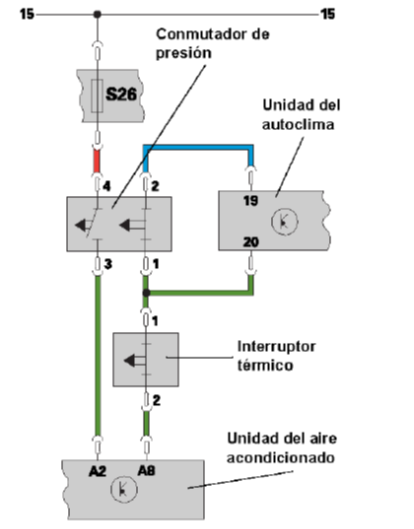 15 15
Conmutador de
presión
S26
Unidad del
autoclima
4 2
19
20
3 1
1
Interruptor
térmico
2
Unidad del aire
acondicionado
A2 A8